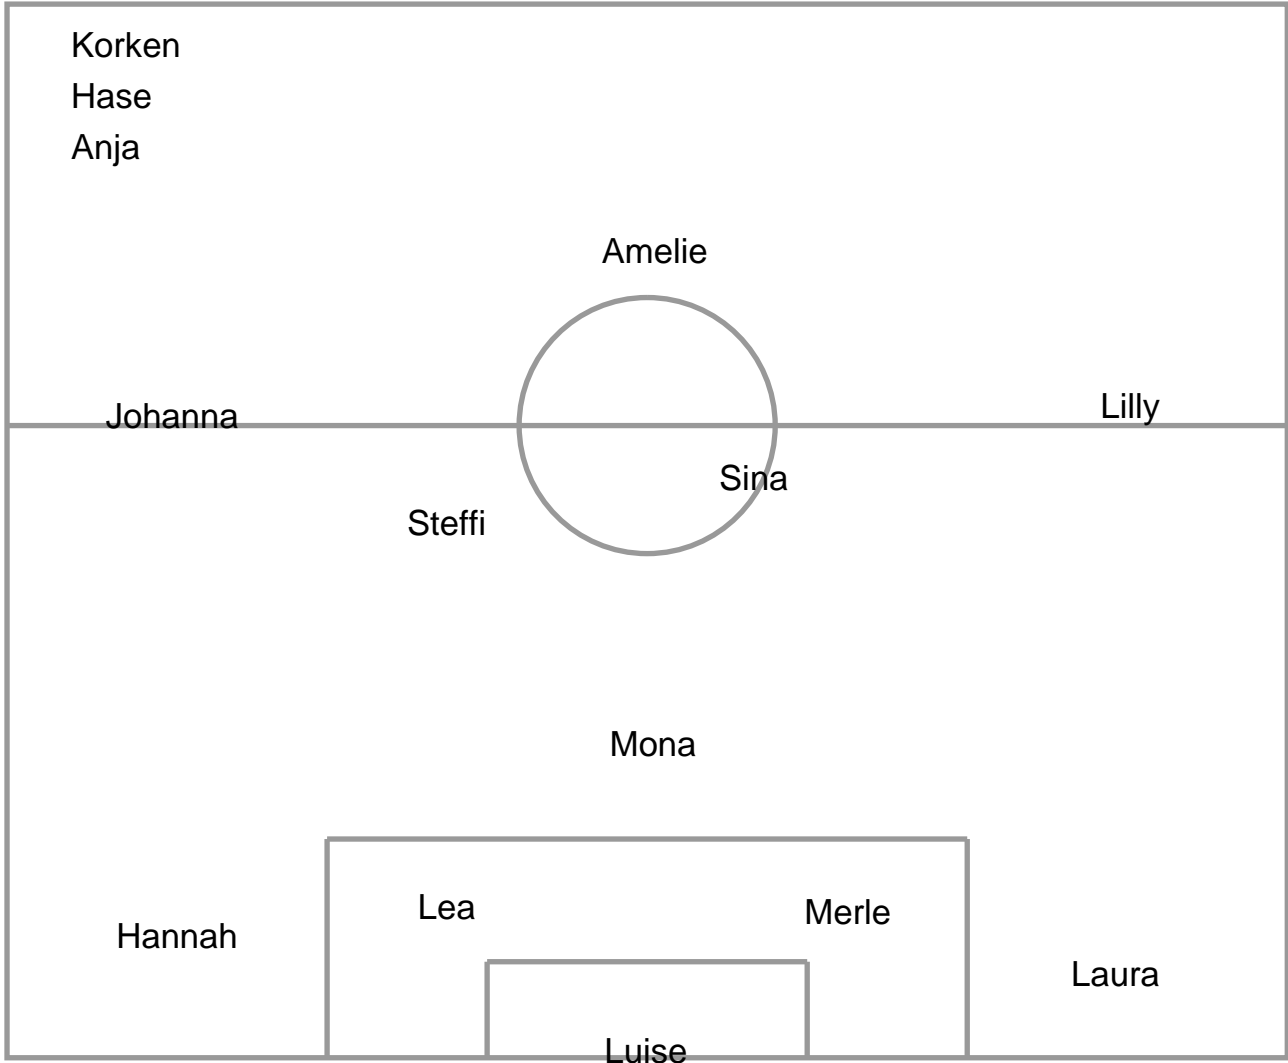 Korken
Hase
Anja
Amelie
Johanna
Lilly
Sina
Steffi
Mona
Lea
Merle
Hannah
Laura
Luise